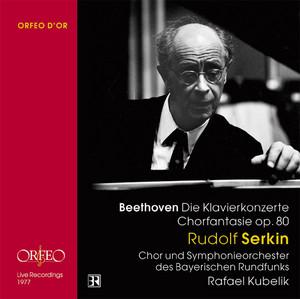 ORFEO D'OR
Beethoven Die Klavierkonzerte
Chorfantasie op. 80
Rudolf Serkin
Chor und Symphonieorchester
des Bayerischen Rundfunks
Rafael Kubelik
ORFEO
Live Recordings
1977
BR